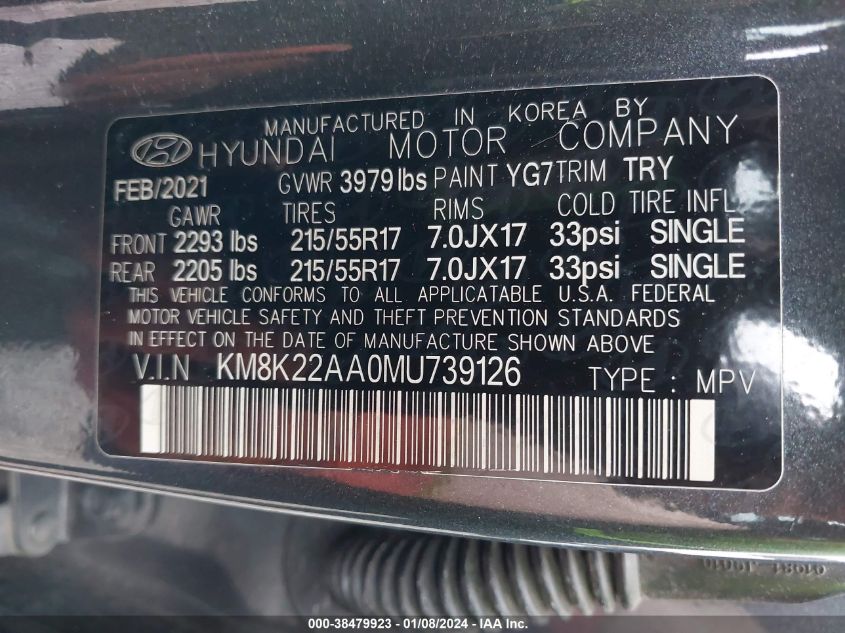 MANUFACTURED IN KOREA BY
HYUNDAI MOTOR COMPANY
FEB/2021 GVWR 3979 lbs PAINT YG7 TRIM TRY
GAWR TIRES RIMS COLD TIRE INFL
FRONT 2293 lbs 215/55R17 7.0JX17 33psi SINGLE
REAR 2205 lbs 215/55R17 7.0JX17 33psi SINGLE
THIS VEHICLE CONFORMS TO ALL APPLICATABLE U.S.A. FEDERAL
MOTOR VEHICLE SAFETY AND THEFT PREVENTION STANDARDS
IN EFFECT ON THE DATE OF MANUFACTURE SHOWN ABOVE
V.I.N KM8K22AA0MU739126 TYPE : MPV
000-38479923 - 01/08/2024 - IAAI.com